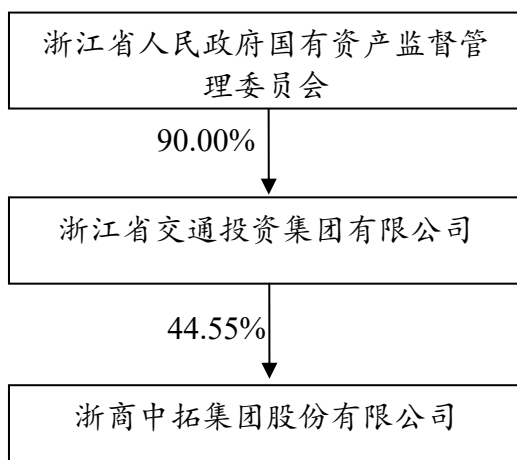 浙江省人民政府国有资产监督管
理委员会
90.00%
浙江省交通投资集团有限公司
44.55%
浙商中拓集团股份有限公司